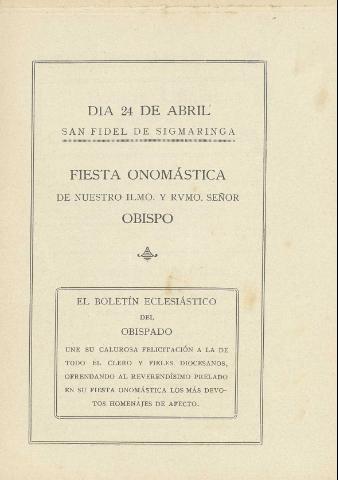 DIA 24 DE ABRIL
SAN FIDEL DE SIGMARINGA
FIESTA ONOMÁSTICA
DE NUESTRO ILMO. Y RVMO. SEÑOR
OBISPO
EL BOLETÍN ECLESIÁSTICO
DEL
OBISPADO
UNE SU CALUROSA FELICITACIÓN A LA DE
TODO EL CLERO Y FIELES DIOCESANOS,
OFRENDANDO AL REVERENDÍSIMO PRELADO
EN SU FIESTA ONOMÁSTICA LOS MÁS DEVO-
TOS HOMENAJES DE AFECTO.